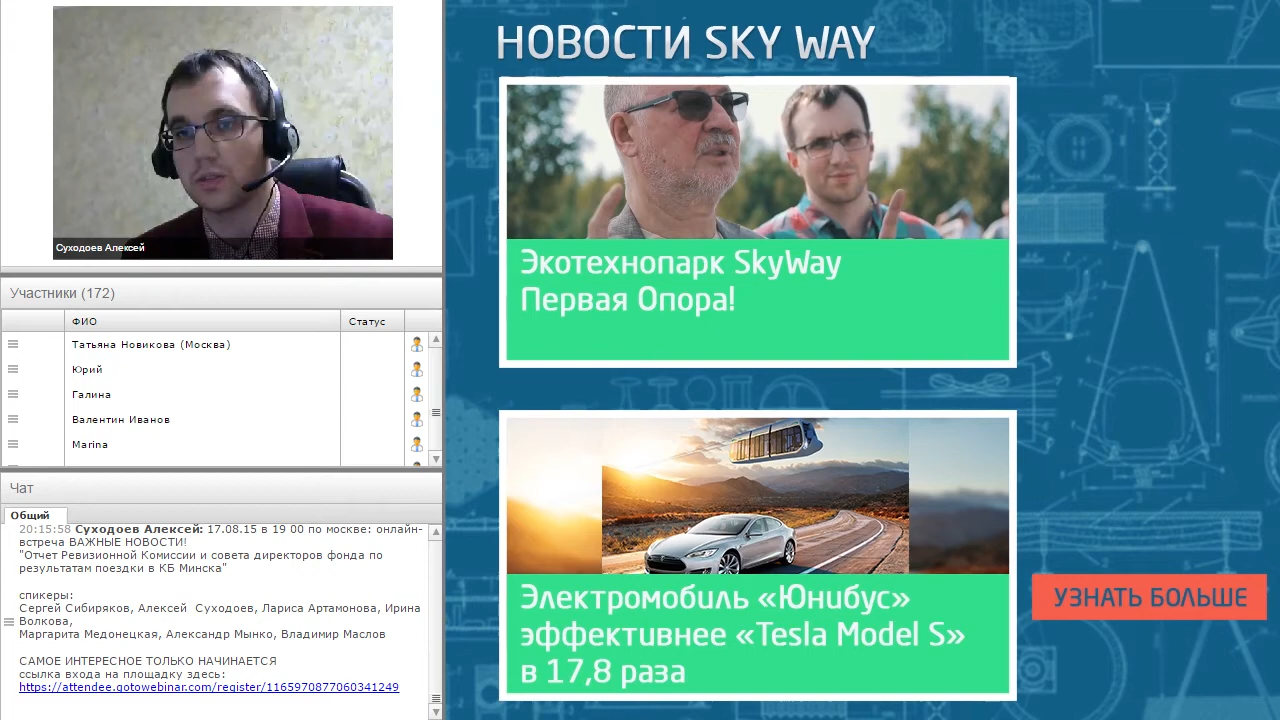 Суходоев Алексей
Участники (172)
ФИО
Статус
Татьяна Новикова (Москва)
Юрий
Галина
Валентин Иванов
Marina
Чат
Общий
20:15:58 Суходоев Алексей: 17.08.15 в 19 00 по москве: онлайн-
встреча ВАЖНЫЕ НОВОСТИ!
"Отчет Ревизионной Комиссии и совета директоров фонда по
результатам поездки в КБ Минска"
спикеры:
Сергей Сибиряков, Алексей Суходоев, Лариса Артамонова, Ирина
Волкова,
Маргарита Медонецкая, Александр Мынко, Владимир Маслов
САМОЕ ИНТЕРЕСНОЕ ТОЛЬКО НАЧИНАЕТСЯ
ссылка входа на площадку здесь:
https://attendee.gotowebinar.com/register/1165970877060341249
НОВОСТИ SKY WAY
Экотехнопарк SkyWay
Первая Опора!
Электромобиль «Юнибус»
эффективнее «Tesla Model S»
в 17,8 раза
УЗНАТЬ БОЛЬШЕ